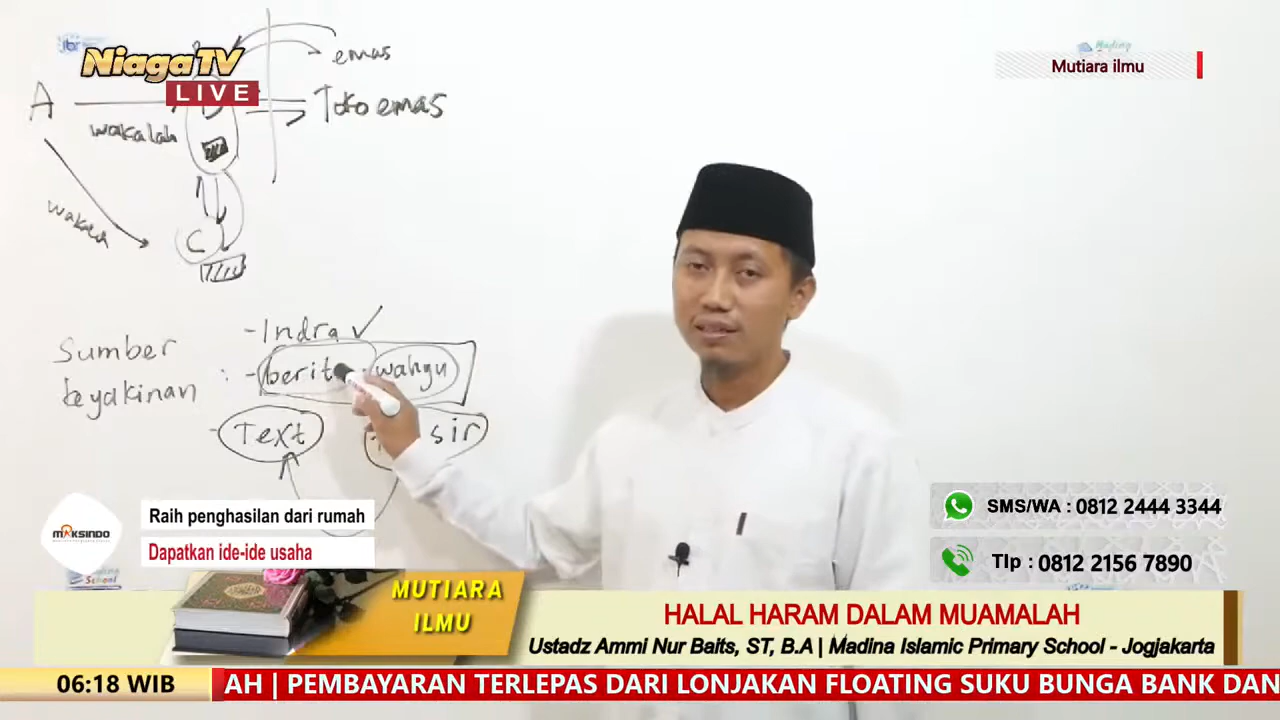 NiagaTV
LIVE
Mutiara ilmu
emas
A
Toko emas
wakalah
C
- Indra ✓
Sumber keyakinan :
- berita wahyu
- Text
sir
MAKSINDO
Raih penghasilan dari rumah
Dapatkan ide-ide usaha
School
SMS/WA : 0812 2444 3344
Tlp : 0812 2156 7890
MUTIARA
ILMU
HALAL HARAM DALAM MUAMALAH
Ustadz Ammi Nur Baits, ST, B.A | Madina Islamic Primary School - Jogjakarta
06:18 WIB
AH | PEMBAYARAN TERLEPAS DARI LONJAKAN FLOATING SUKU BUNGA BANK DAN